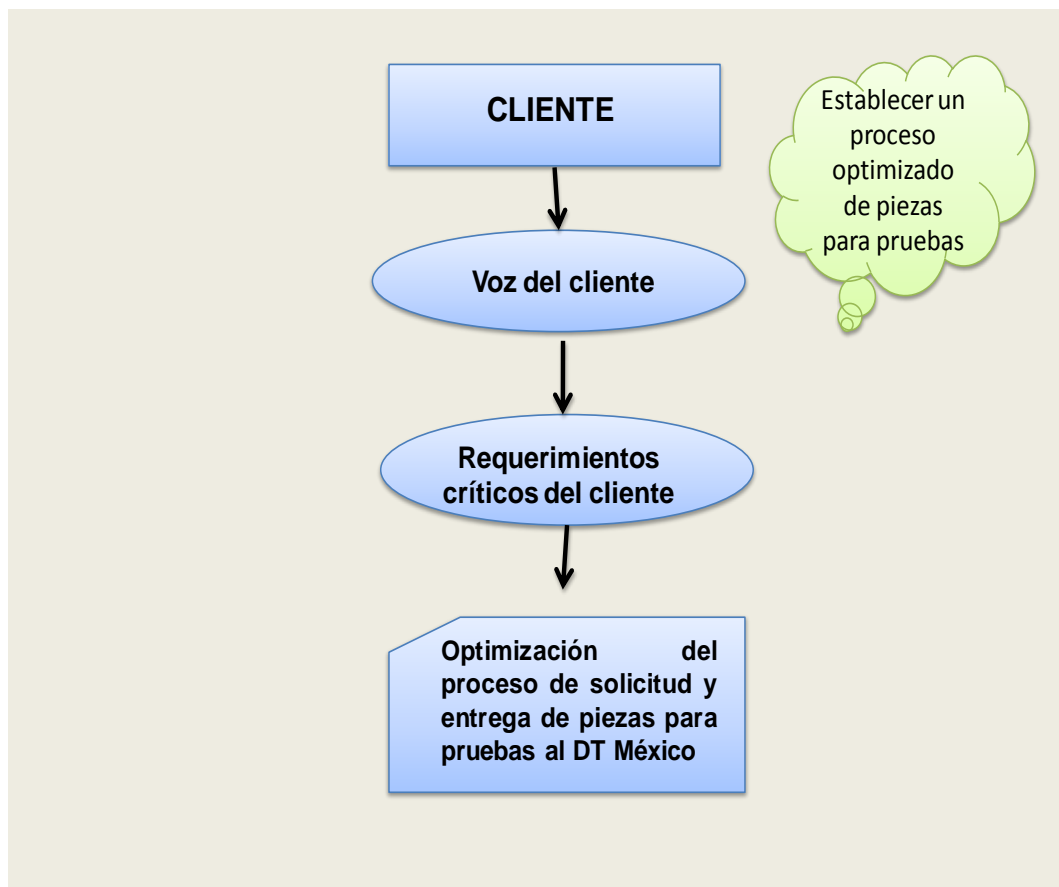 CLIENTE
Establecer un
proceso
optimizado
de piezas
para pruebas
Voz del cliente
Requerimientos
críticos del cliente
Optimización del
proceso de solicitud y
entrega de piezas para
pruebas al DT México